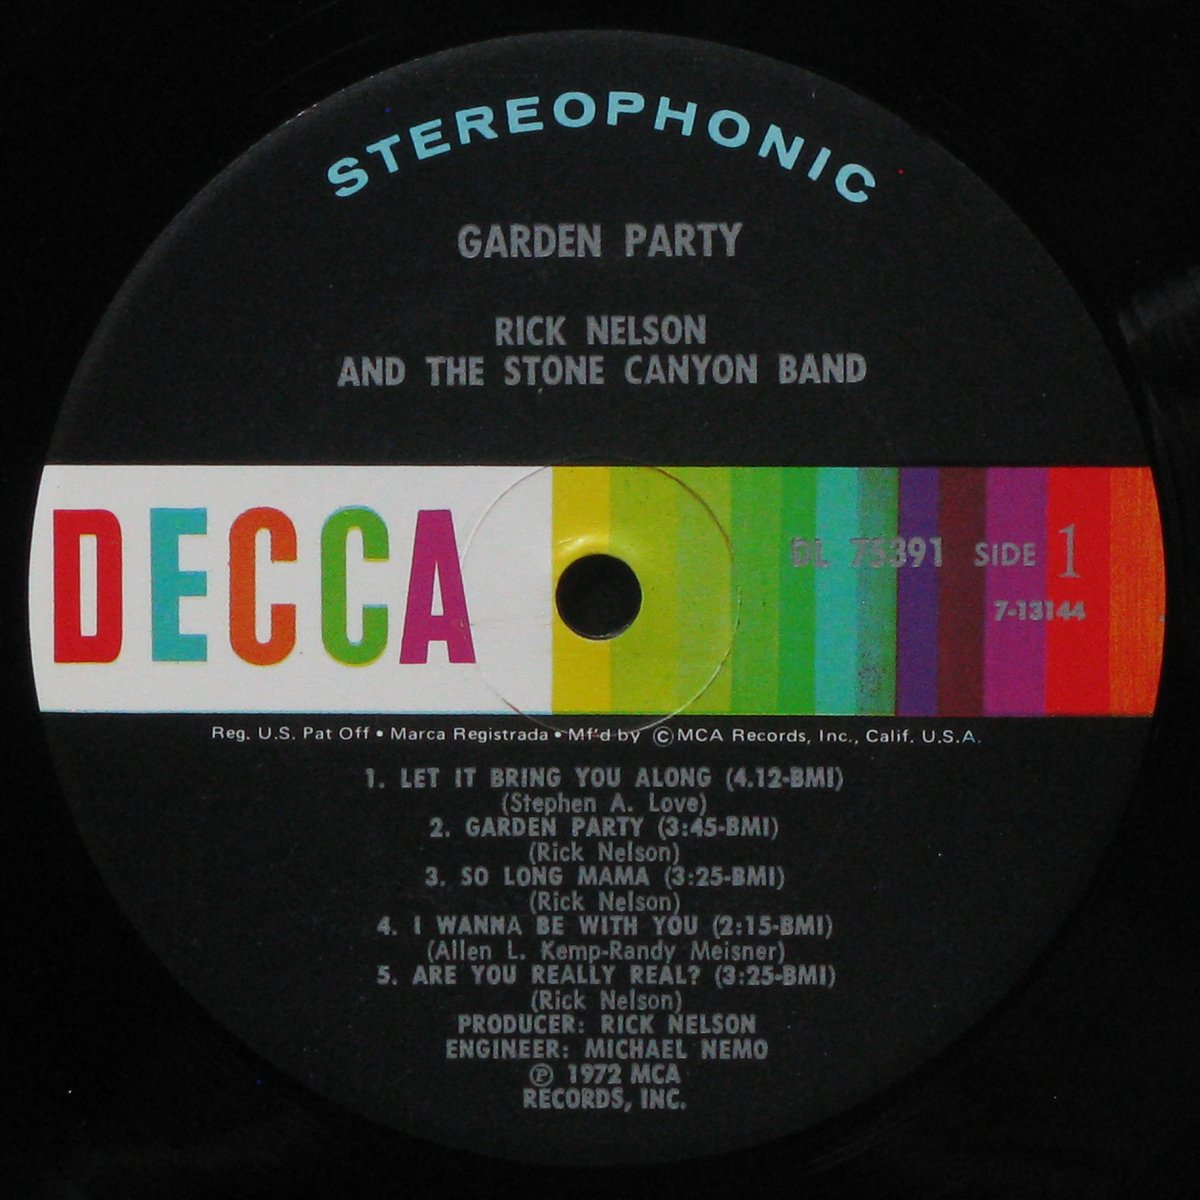 STEREOPHONIC
GARDEN PARTY
RICK NELSON
AND THE STONE CANYON BAND
DECCA
DL 75391 SIDE 1
7-13144
Reg. U.S. Pat Off • Marca Registrada • Mf'd by © MCA Records, Inc., Calif. U.S.A.
1. LET IT BRING YOU ALONG (4.12-BMI)
(Stephen A. Love)
2. GARDEN PARTY (3:45-BMI)
(Rick Nelson)
3. SO LONG MAMA (3:25-BMI)
(Rick Nelson)
4. I WANNA BE WITH YOU (2:15-BMI)
(Allen L. Kemp-Randy Meisner)
5. ARE YOU REALLY REAL? (3:25-BMI)
(Rick Nelson)
PRODUCER: RICK NELSON
ENGINEER: MICHAEL NEMO
℗ 1972 MCA
RECORDS, INC.